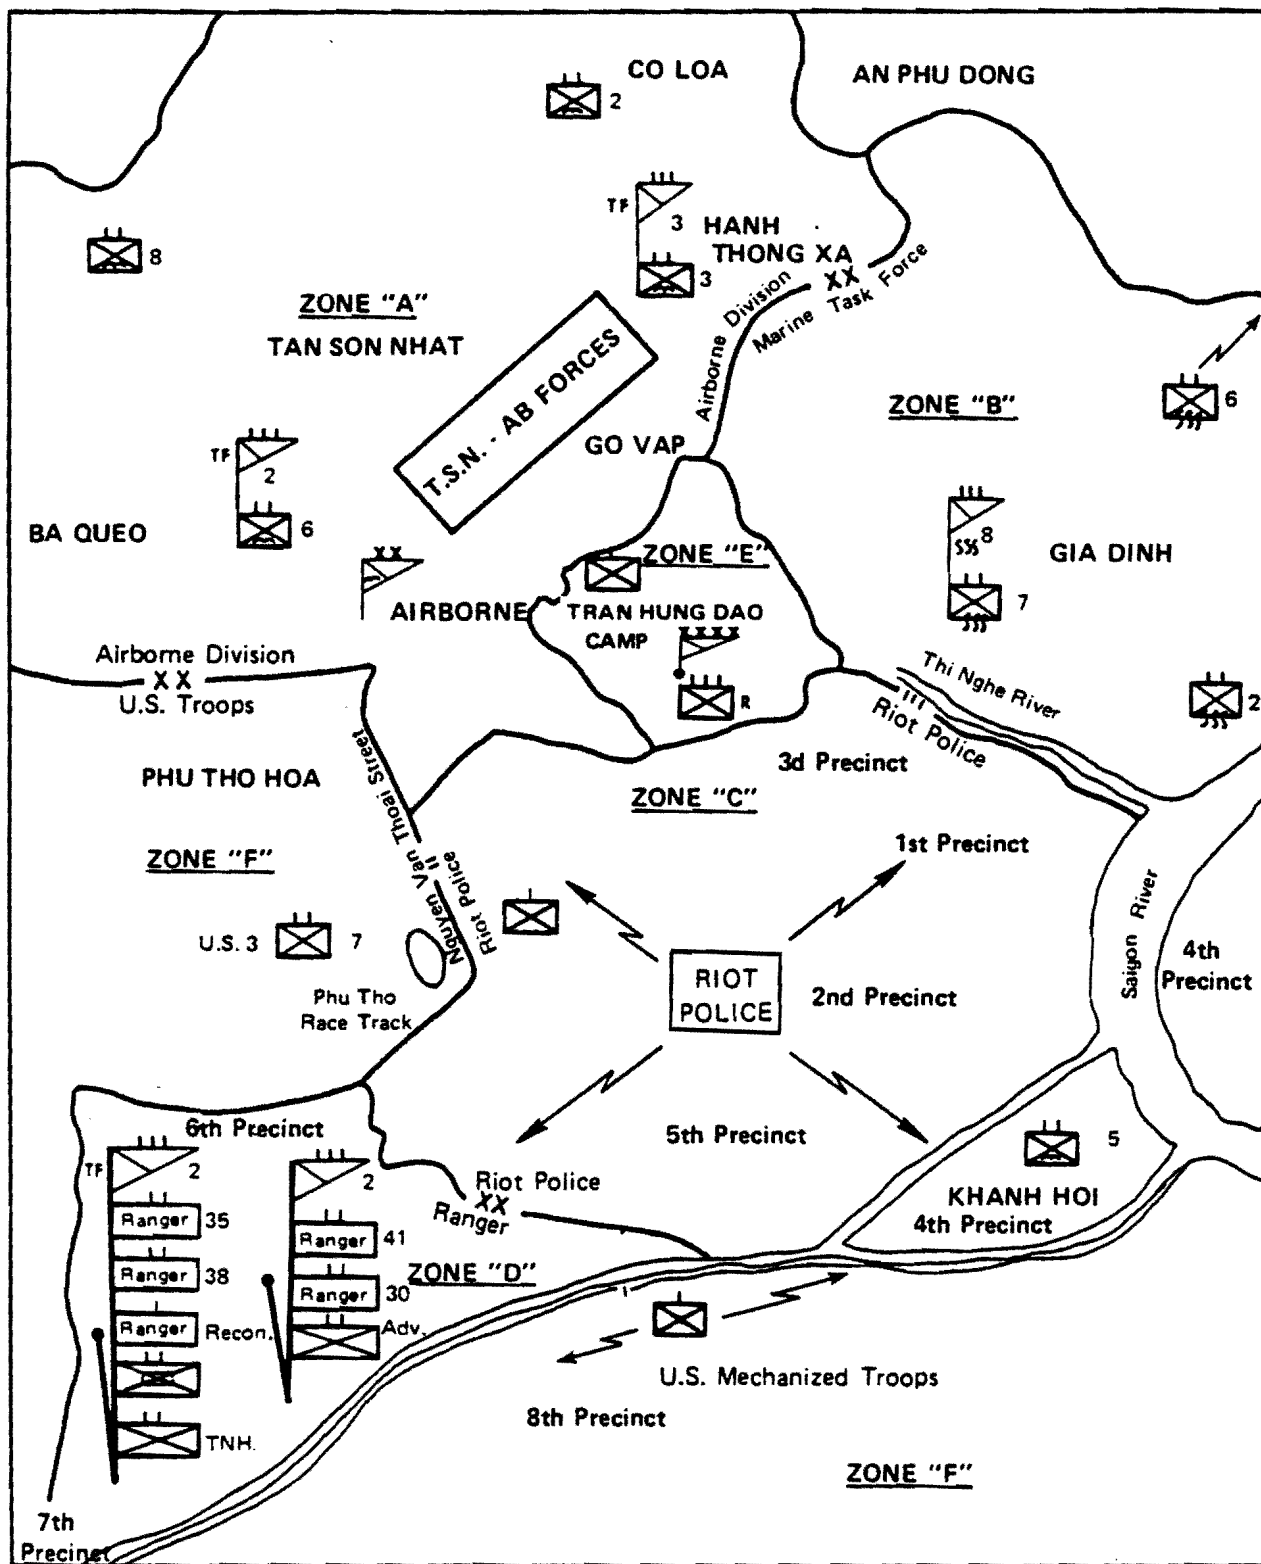 CO LOA
AN PHU DONG
2
TF
3
HANH
THONG XA
3
8
ZONE "A"
TAN SON NHAT
T.S.N. - AB FORCES
Airborne Division
XX
Marine Task Force
ZONE "B"
6
GO VAP
TF
2
6
BA QUEO
XX
AIRBORNE
ZONE "E"
TRAN HUNG DAO
CAMP
XXXX
R
8
7
GIA DINH
2
Airborne Division
XX
U.S. Troops
Thi Nghe River
III
Riot Police
3d Precinct
PHU THO HOA
ZONE "C"
Nguyen Van Thoai Street
II
Riot Police
1st Precinct
ZONE "F"
U.S. 3
7
Phu Tho
Race Track
RIOT
POLICE
2nd Precinct
Saigon River
4th
Precinct
6th Precinct
5th Precinct
5
KHANH HOI
4th Precinct
Riot Police
XX
Ranger
TF
2
Ranger 35
Ranger 38
Ranger Recon.
TNH.
2
Ranger 41
Ranger 30
Adv.
ZONE "D"
U.S. Mechanized Troops
8th Precinct
ZONE "F"
7th
Precinct